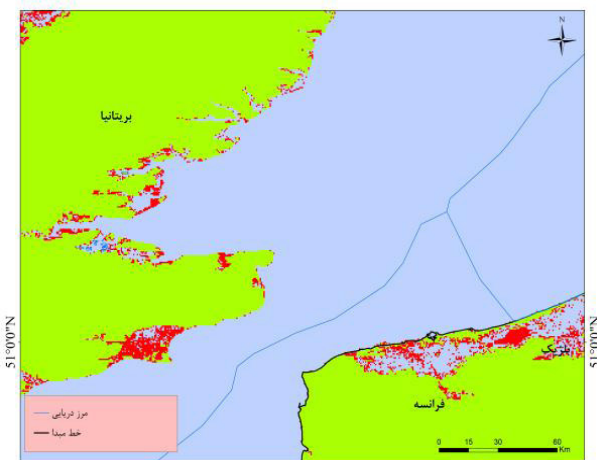 N
بریتانیا
51°0'0"N
51°0'0"N
بلژیک
فرانسه
مرز دریایی
خط مبدا
0 15 30 60
Km